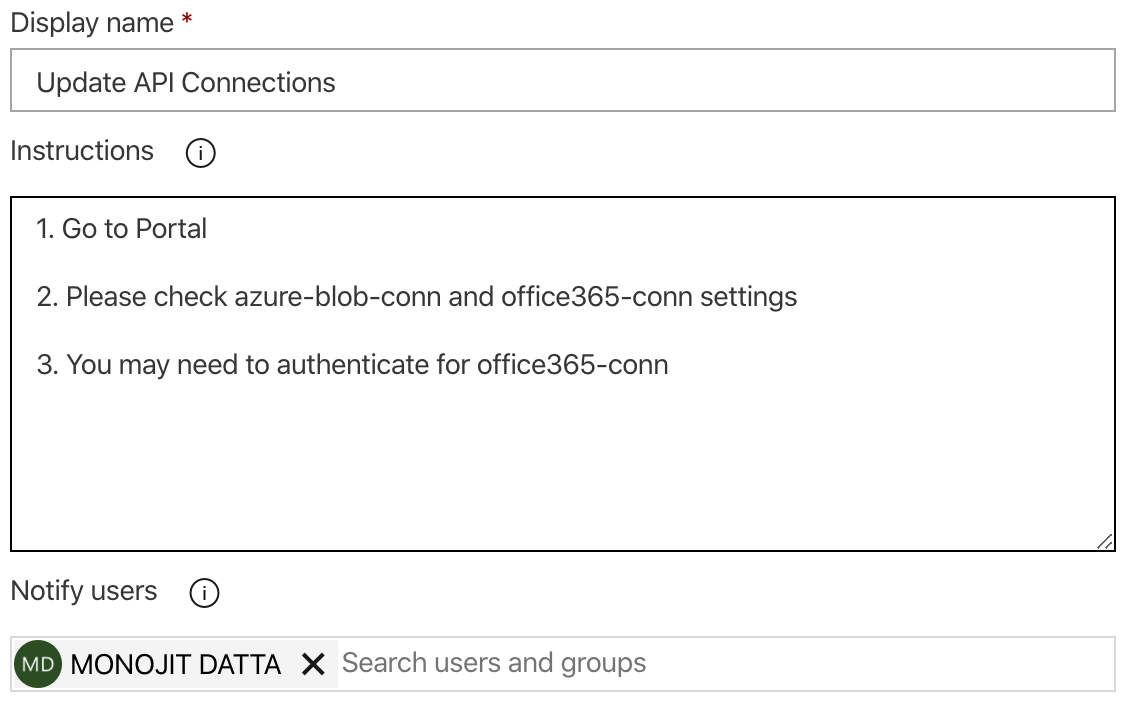 Display name *
Update API Connections
Instructions
1. Go to Portal
2. Please check azure-blob-conn and office365-conn settings
3. You may need to authenticate for office365-conn
Notify users
MD MONOJIT DATTA Search users and groups